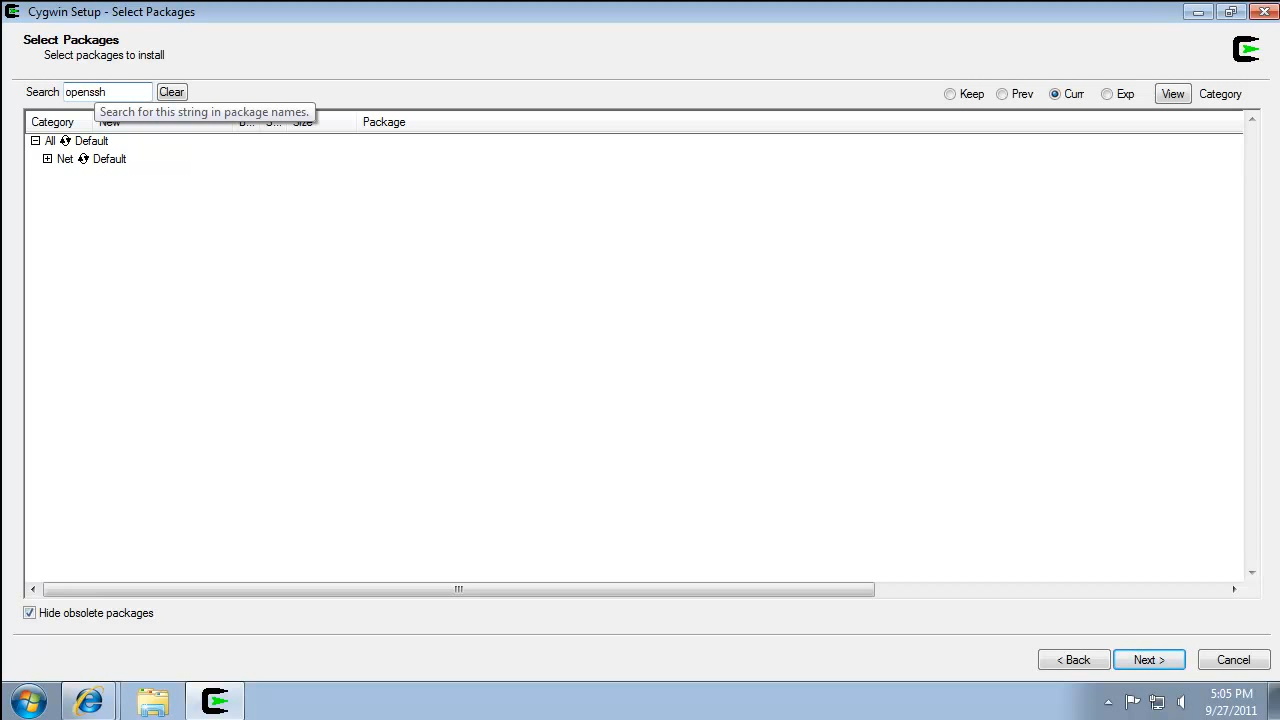 Cygwin Setup - Select Packages
Select Packages
Select packages to install
Search openssh Clear Keep Prev Curr Exp View Category
Search for this string in package names.
Category New B... S... Size Package
All Default
Net Default
Hide obsolete packages
< Back Next > Cancel
5:05 PM
9/27/2011